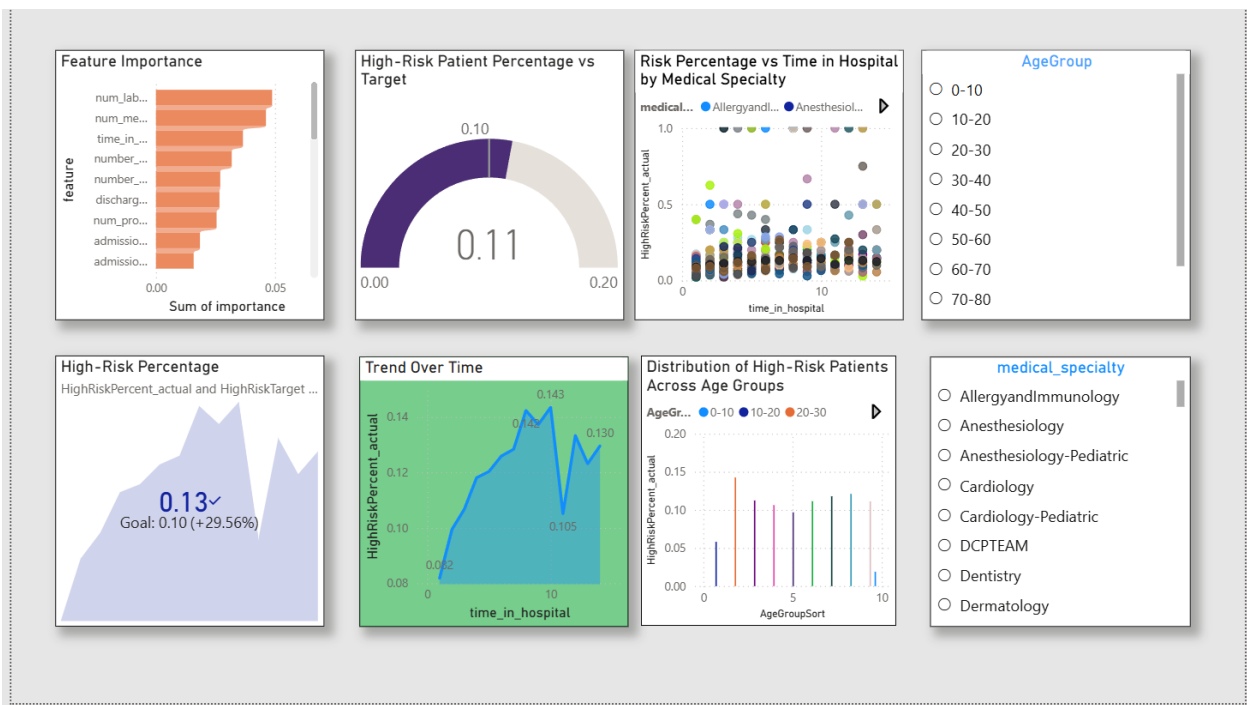 Feature Importance
feature
num_lab...
num_me...
time_in_...
number_...
number_...
discharg...
num_pro...
admissio...
admissio...
0.00
0.05
Sum of importance
High-Risk Patient Percentage vs
Target
0.10
0.11
0.00
0.20
Risk Percentage vs Time in Hospital
by Medical Specialty
medical... AllergyandI... Anesthesiol...
HighRiskPercent_actual
1.0
0.5
0.0
0
10
time_in_hospital
AgeGroup
0-10
10-20
20-30
30-40
40-50
50-60
60-70
70-80
High-Risk Percentage
HighRiskPercent_actual and HighRiskTarget ...
0.13
Goal: 0.10 (+29.56%)
Trend Over Time
HighRiskPercent_actual
0.14
0.12
0.10
0.08
0.082
0.142
0.143
0.105
0.130
0
10
time_in_hospital
Distribution of High-Risk Patients
Across Age Groups
AgeGr... 0-10 10-20 20-30
HighRiskPercent_actual
0.20
0.15
0.10
0.05
0.00
0
5
10
AgeGroupSort
medical_specialty
AllergyandImmunology
Anesthesiology
Anesthesiology-Pediatric
Cardiology
Cardiology-Pediatric
DCPTEAM
Dentistry
Dermatology